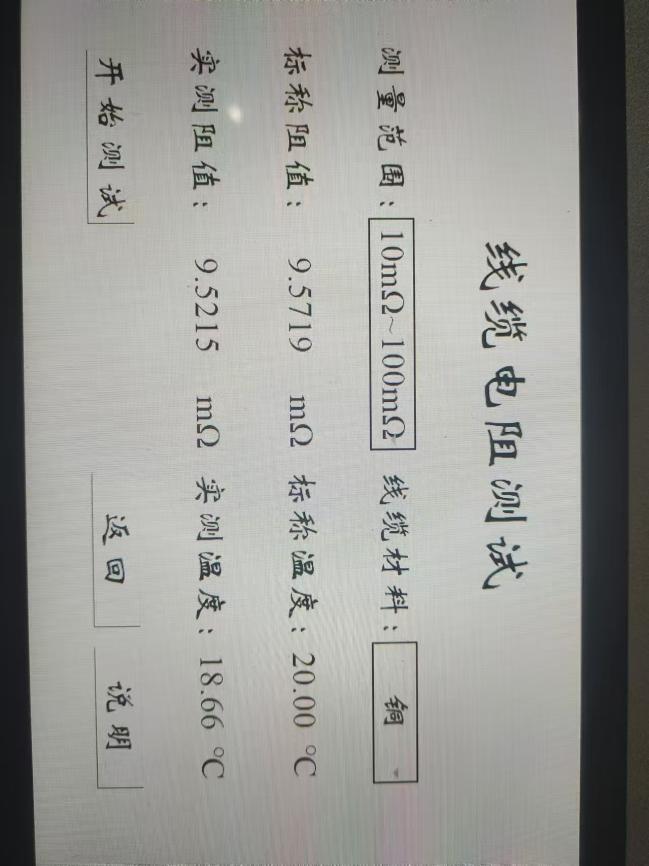 线缆电阻测试
测量范围： 10mΩ~100mΩ 线缆材料： 铜
标称阻值： 9.5719 mΩ 标称温度： 20.00 ℃
实测阻值： 9.5215 mΩ 实测温度： 18.66 ℃
开始测试 返回 说明